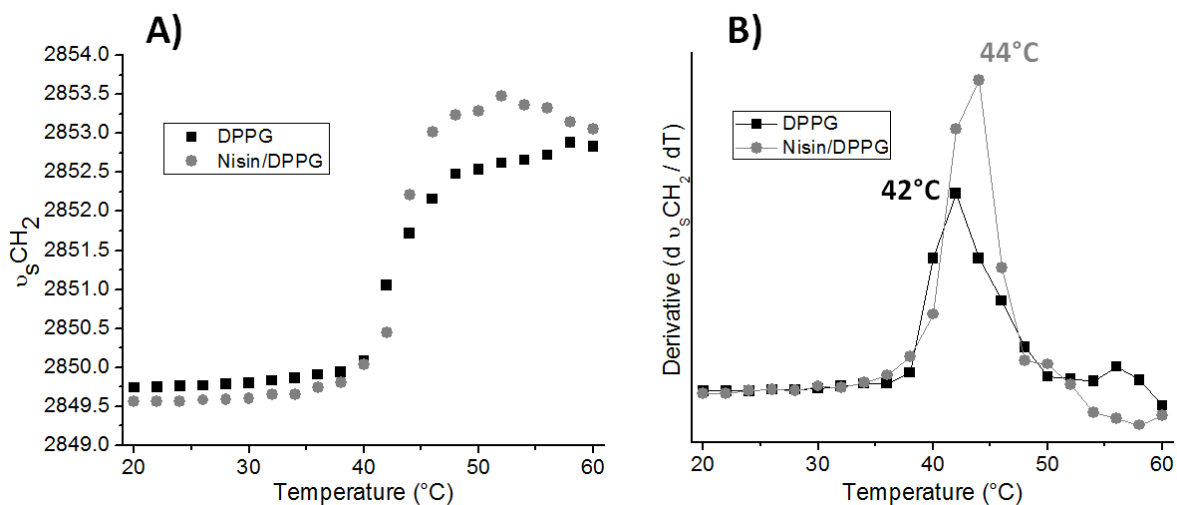 A)
2854.0
2853.5
2853.0
2852.5
2852.0
2851.5
2851.0
2850.5
2850.0
2849.5
2849.0
υsCH2
DPPG
Nisin/DPPG
20
30
40
50
60
Temperature (°C)
B)
44°C
DPPG
Nisin/DPPG
42°C
Derivative (d υsCH2 / dT)
20
30
40
50
60
Temperature (°C)